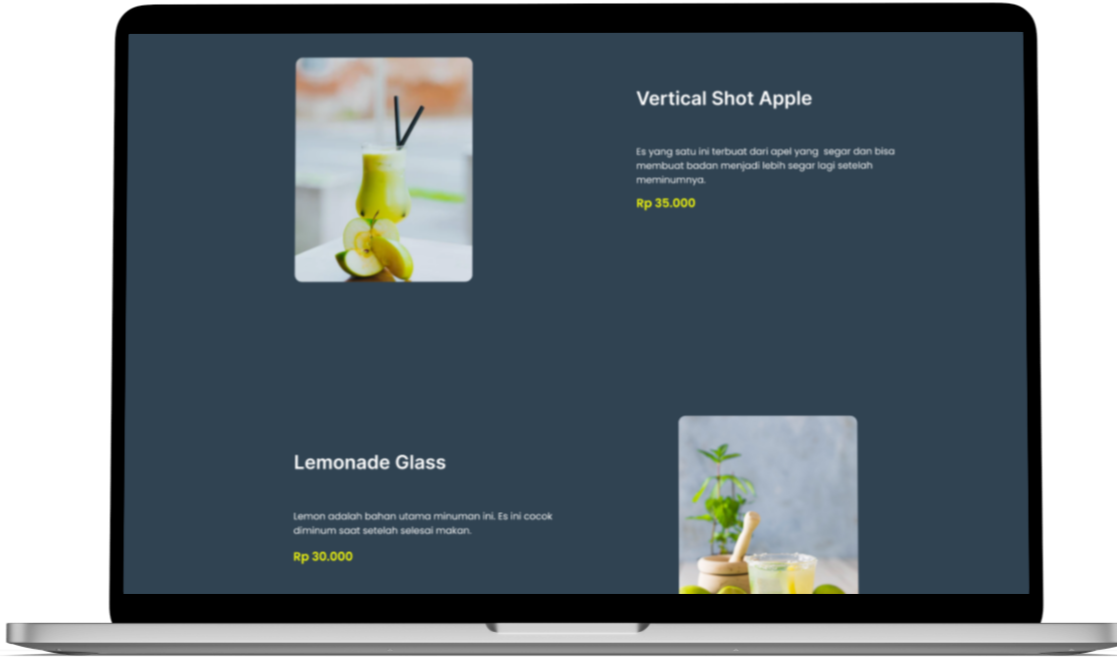 Vertical Shot Apple
Es yang satu ini terbuat dari apel yang segar dan bisa
membuat badan menjadi lebih segar lagi setelah
meminumnya.
Rp 35.000
Lemonade Glass
Lemon adalah bahan utama minuman ini. Es ini cocok
diminum saat setelah selesai makan.
Rp 30.000